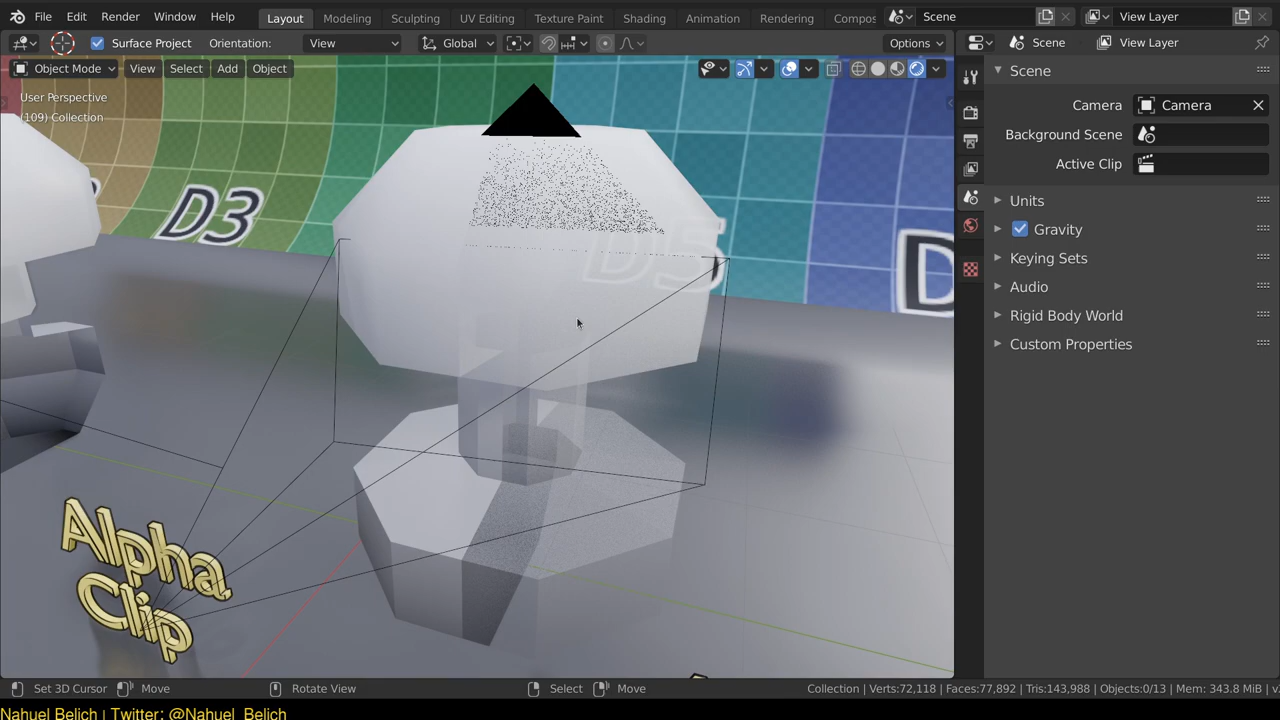 File Edit Render Window Help Layout Modeling Sculpting UV Editing Texture Paint Shading Animation Rendering Compos Scene View Layer
Surface Project Orientation: View Global Options Scene View Layer
Object Mode View Select Add Object
Scene
User Perspective
(109) Collection
Camera Camera
Background Scene
Active Clip
Units
Gravity
Keying Sets
Audio
Rigid Body World
Custom Properties
D3
D5
D
Alpha
Clip
Set 3D Cursor Move Rotate View Select Move Collection | Verts:72,118 | Faces:77,892 | Tris:143,988 | Objects:0/13 | Mem: 343.8 MiB | v
Nahuel Belich | Twitter: @Nahuel_Belich